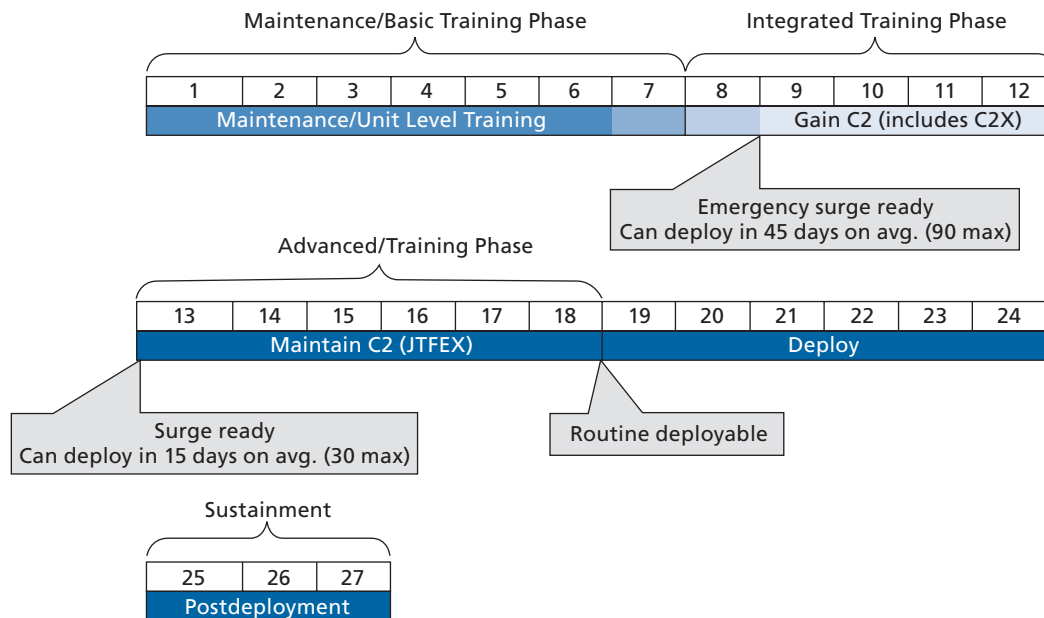 Maintenance/Basic Training Phase
Integrated Training Phase
1 2 3 4 5 6 7 8 9 10 11 12
Maintenance/Unit Level Training
Gain C2 (includes C2X)
Emergency surge ready
Can deploy in 45 days on avg. (90 max)
Advanced/Training Phase
13 14 15 16 17 18 19 20 21 22 23 24
Maintain C2 (JTFEX)
Deploy
Surge ready
Can deploy in 15 days on avg. (30 max)
Routine deployable
Sustainment
25 26 27
Postdeployment